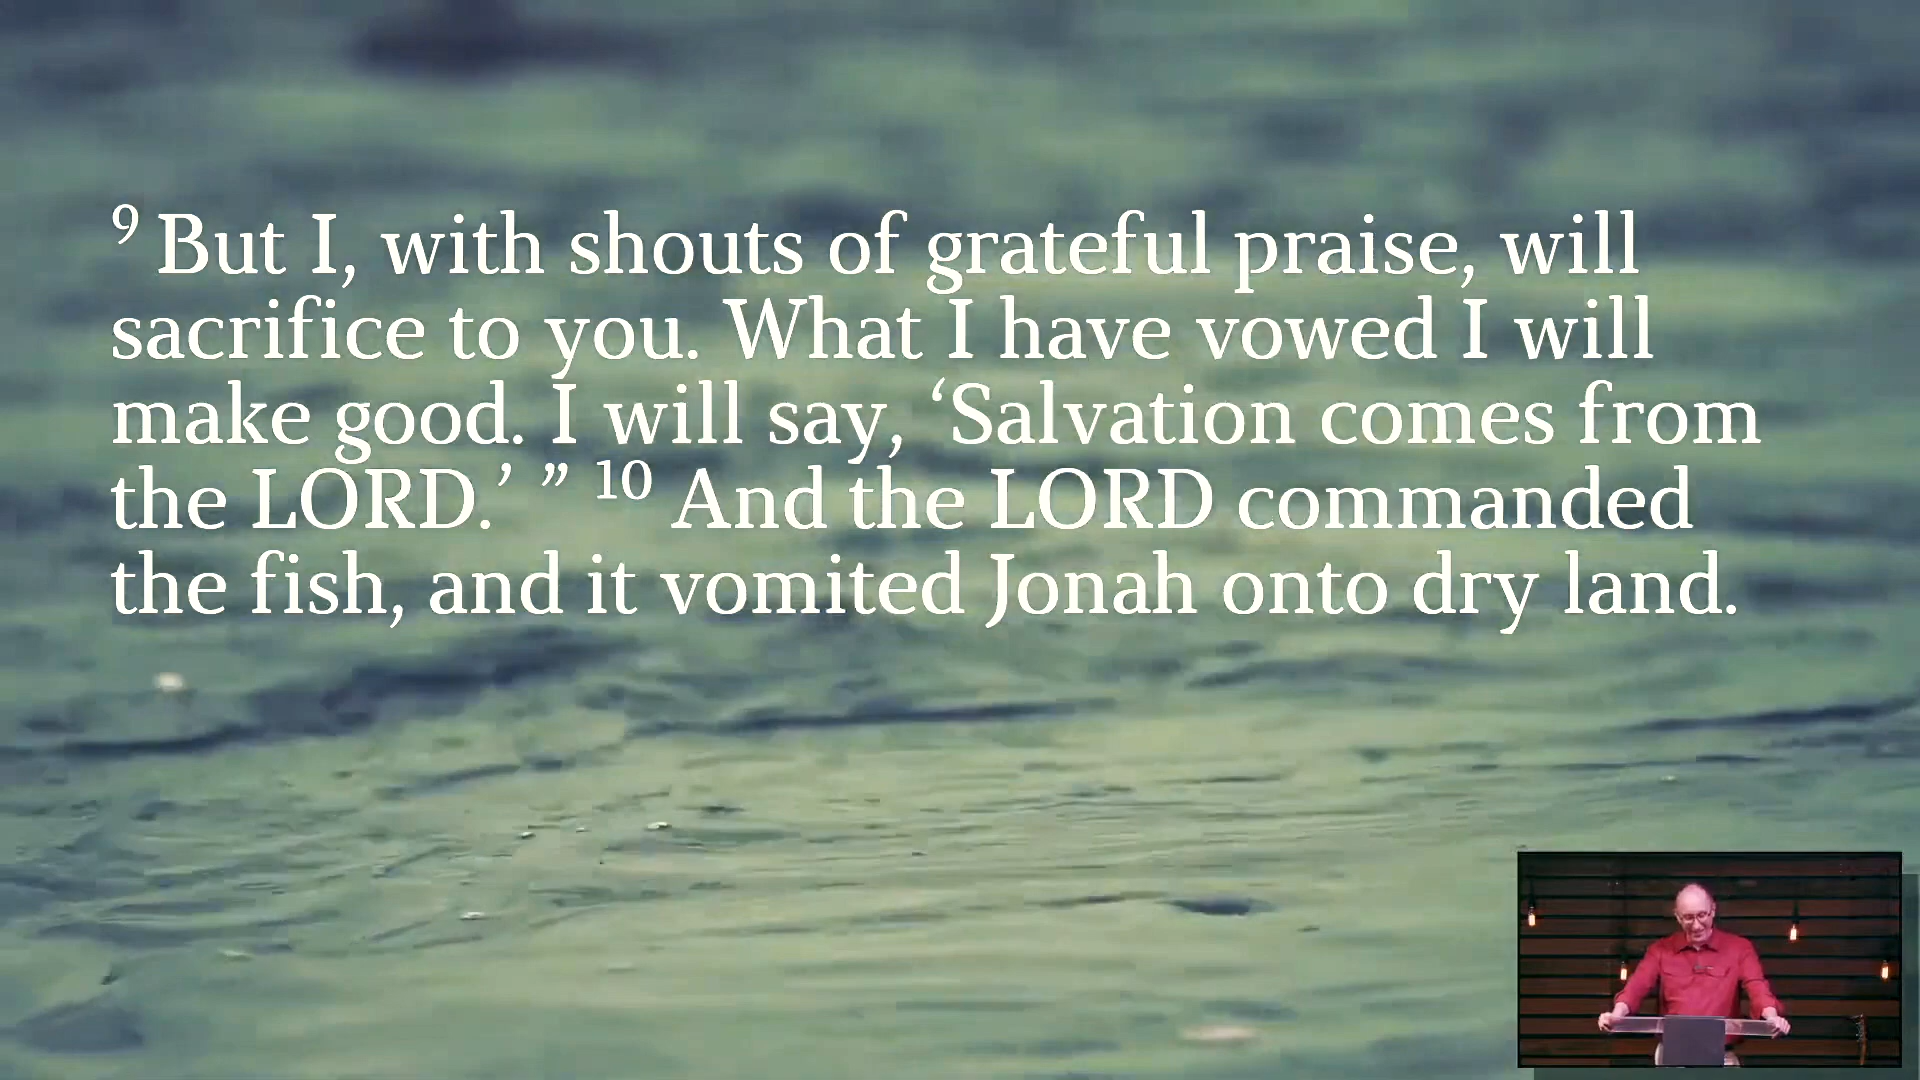 ⁹ But I, with shouts of grateful praise, will
sacrifice to you. What I have vowed I will
make good. I will say, ‘Salvation comes from
the LORD.’ ” ¹⁰ And the LORD commanded
the fish, and it vomited Jonah onto dry land.